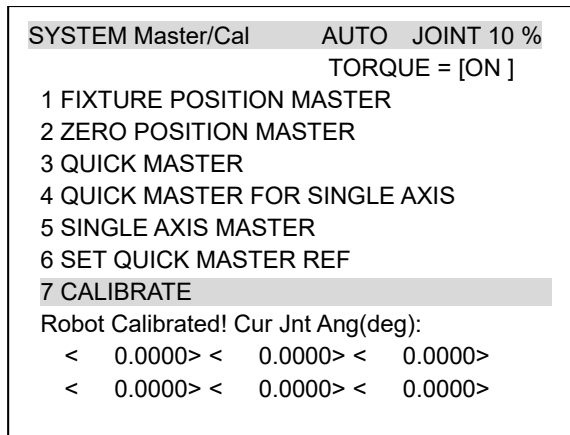 SYSTEM Master/Cal AUTO JOINT 10 %
TORQUE = [ON ]
1 FIXTURE POSITION MASTER
2 ZERO POSITION MASTER
3 QUICK MASTER
4 QUICK MASTER FOR SINGLE AXIS
5 SINGLE AXIS MASTER
6 SET QUICK MASTER REF
7 CALIBRATE
Robot Calibrated! Cur Jnt Ang(deg):
< 0.0000> < 0.0000> < 0.0000>
< 0.0000> < 0.0000> < 0.0000>